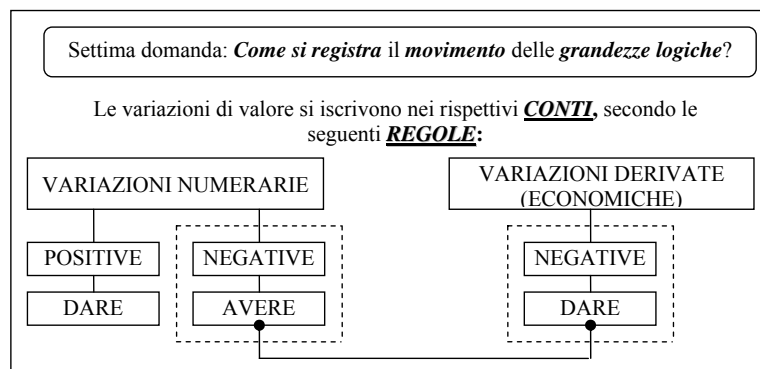 Settima domanda: Come si registra il movimento delle grandezze logiche?
Le variazioni di valore si iscrivono nei rispettivi CONTI, secondo le
seguenti REGOLE:
VARIAZIONI NUMERARIE
VARIAZIONI DERIVATE
(ECONOMICHE)
POSITIVE
NEGATIVE
NEGATIVE
DARE
AVERE
DARE